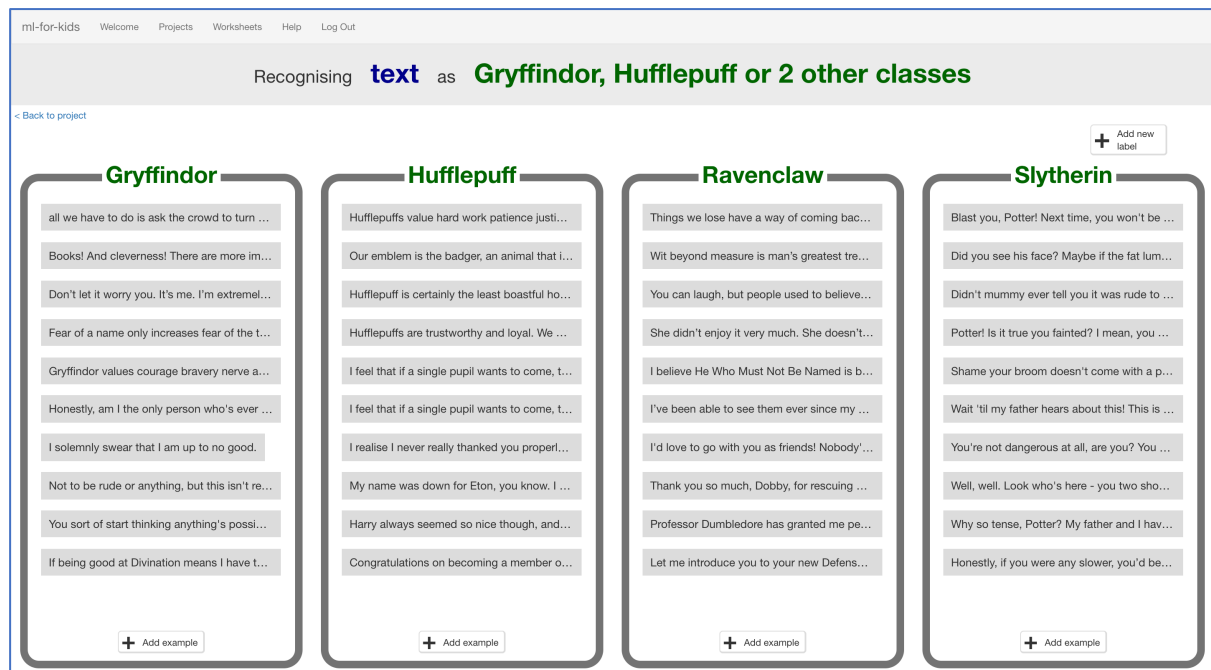 ml-for-kids Welcome Projects Worksheets Help Log Out
Recognising text as Gryffindor, Hufflepuff or 2 other classes
< Back to project
Add new
label
Gryffindor
all we have to do is ask the crowd to turn ...
Books! And cleverness! There are more im...
Don't let it worry you. It's me. I'm extremel...
Fear of a name only increases fear of the t...
Gryffindor values courage bravery nerve a...
Honestly, am I the only person who's ever ...
I solemnly swear that I am up to no good.
Not to be rude or anything, but this isn't re...
You sort of start thinking anything's possi...
If being good at Divination means I have t...
Add example
Hufflepuff
Hufflepuffs value hard work patience justi...
Our emblem is the badger, an animal that i...
Hufflepuff is certainly the least boastful ho...
Hufflepuffs are trustworthy and loyal. We ...
I feel that if a single pupil wants to come, t...
I feel that if a single pupil wants to come, t...
I realise I never really thanked you properl...
My name was down for Eton, you know. I ...
Harry always seemed so nice though, and...
Congratulations on becoming a member o...
Add example
Ravenclaw
Things we lose have a way of coming bac...
Wit beyond measure is man's greatest tre...
You can laugh, but people used to believe...
She didn't enjoy it very much. She doesn't...
I believe He Who Must Not Be Named is b...
I've been able to see them ever since my ...
I'd love to go with you as friends! Nobody'...
Thank you so much, Dobby, for rescuing ...
Professor Dumbledore has granted me pe...
Let me introduce you to your new Defens...
Add example
Slytherin
Blast you, Potter! Next time, you won't be ...
Did you see his face? Maybe if the fat lum...
Didn't mummy ever tell you it was rude to ...
Potter! Is it true you fainted? I mean, you ...
Shame your broom doesn't come with a p...
Wait 'til my father hears about this! This is ...
You're not dangerous at all, are you? You ...
Well, well. Look who's here - you two sho...
Why so tense, Potter? My father and I hav...
Honestly, if you were any slower, you'd be...
Add example